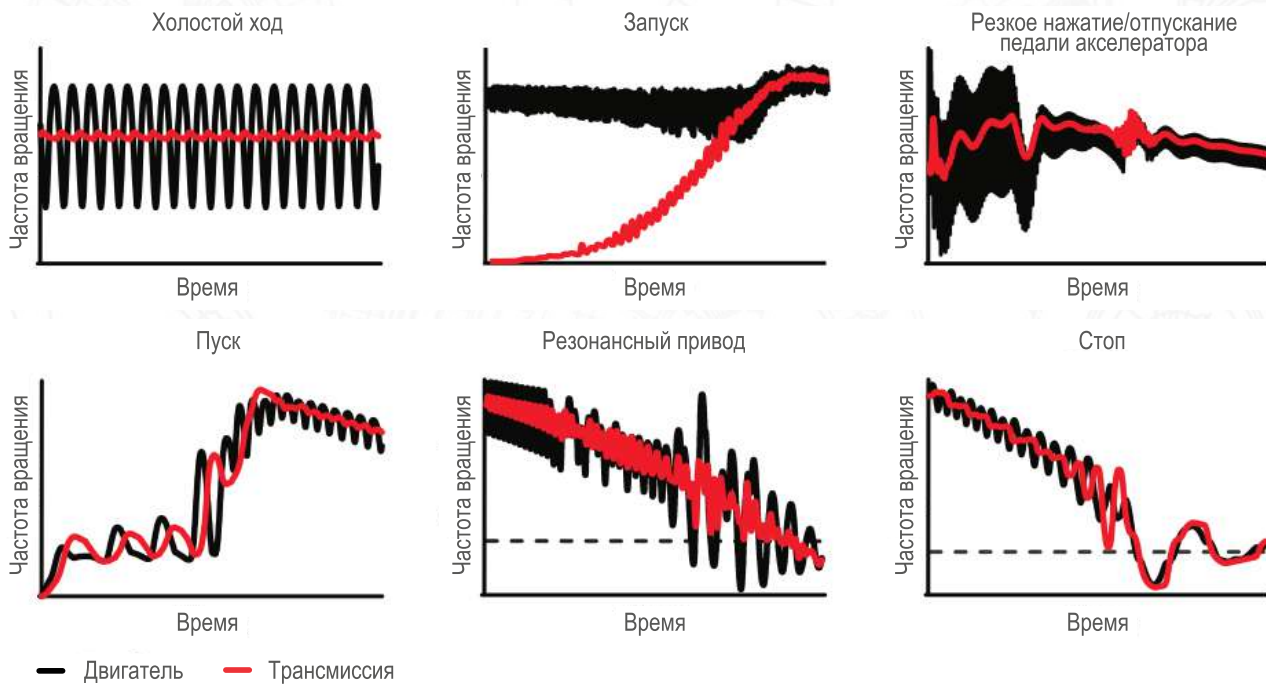 Холостой ход
Запуск
Резкое нажатие/отпускание
педали акселератора
Частота вращения
Частота вращения
Частота вращения
Время
Время
Время
Пуск
Резонансный привод
Стоп
Частота вращения
Частота вращения
Частота вращения
Время
Время
Время
Двигатель
Трансмиссия